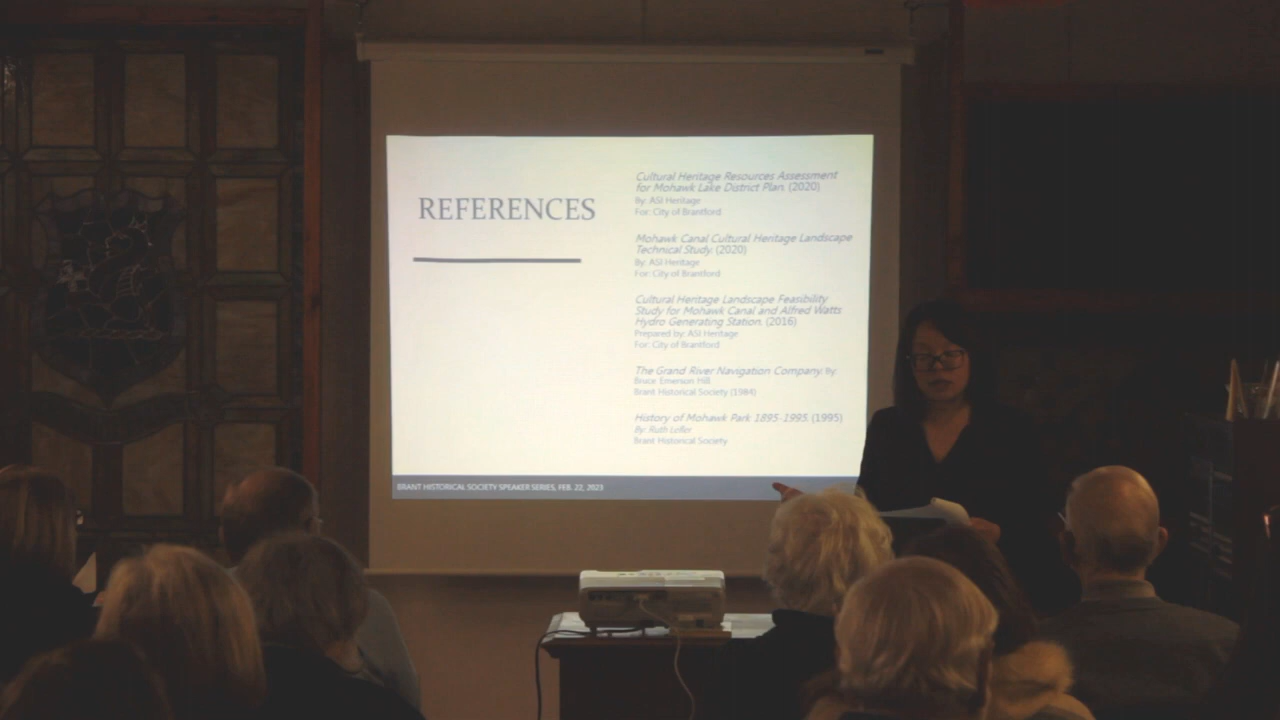 REFERENCES
Cultural Heritage Resources Assessment
for Mohawk Lake District Plan. (2020)
By: ASI Heritage
For: City of Brantford
Mohawk Canal Cultural Heritage Landscape
Technical Study. (2020)
By: ASI Heritage
For: City of Brantford
Cultural Heritage Landscape Feasibility
Study for Mohawk Canal and Alfred Watts
Hydro Generating Station. (2016)
Prepared by: ASI Heritage
For: City of Brantford
The Grand River Navigation Company. By:
Bruce Emerson Hill
Brant Historical Society (1984)
History of Mohawk Park 1895-1995. (1995)
By: Ruth Lefler
Brant Historical Society
BRANT HISTORICAL SOCIETY SPEAKER SERIES, FEB. 22, 2023